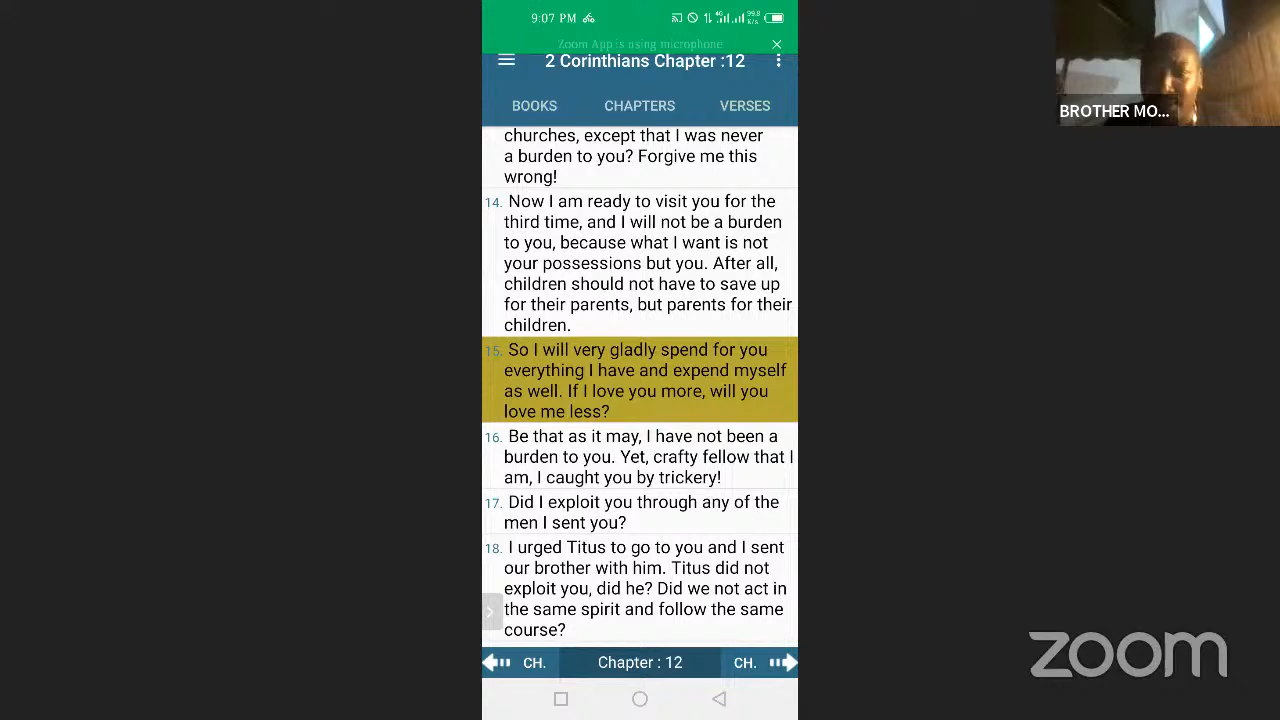 9:07 PM
4G
99.8
K/s
Zoom App is using microphone
2 Corinthians Chapter :12
BOOKS CHAPTERS VERSES
churches, except that I was never
a burden to you? Forgive me this
wrong!
14. Now I am ready to visit you for the
third time, and I will not be a burden
to you, because what I want is not
your possessions but you. After all,
children should not have to save up
for their parents, but parents for their
children.
15. So I will very gladly spend for you
everything I have and expend myself
as well. If I love you more, will you
love me less?
16. Be that as it may, I have not been a
burden to you. Yet, crafty fellow that I
am, I caught you by trickery!
17. Did I exploit you through any of the
men I sent you?
18. I urged Titus to go to you and I sent
our brother with him. Titus did not
exploit you, did he? Did we not act in
the same spirit and follow the same
course?
CH. Chapter : 12 CH.
BROTHER MO...
zoom